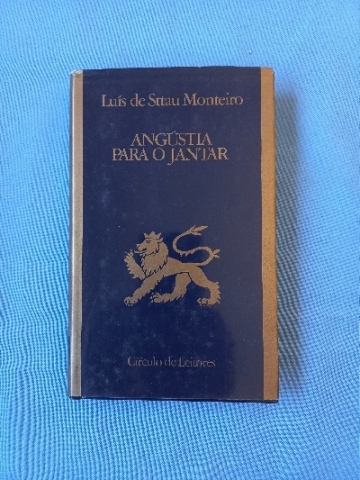 Luís de Sttau Monteiro
ANGÚSTIA
PARA O JANTAR
Círculo de Leitores